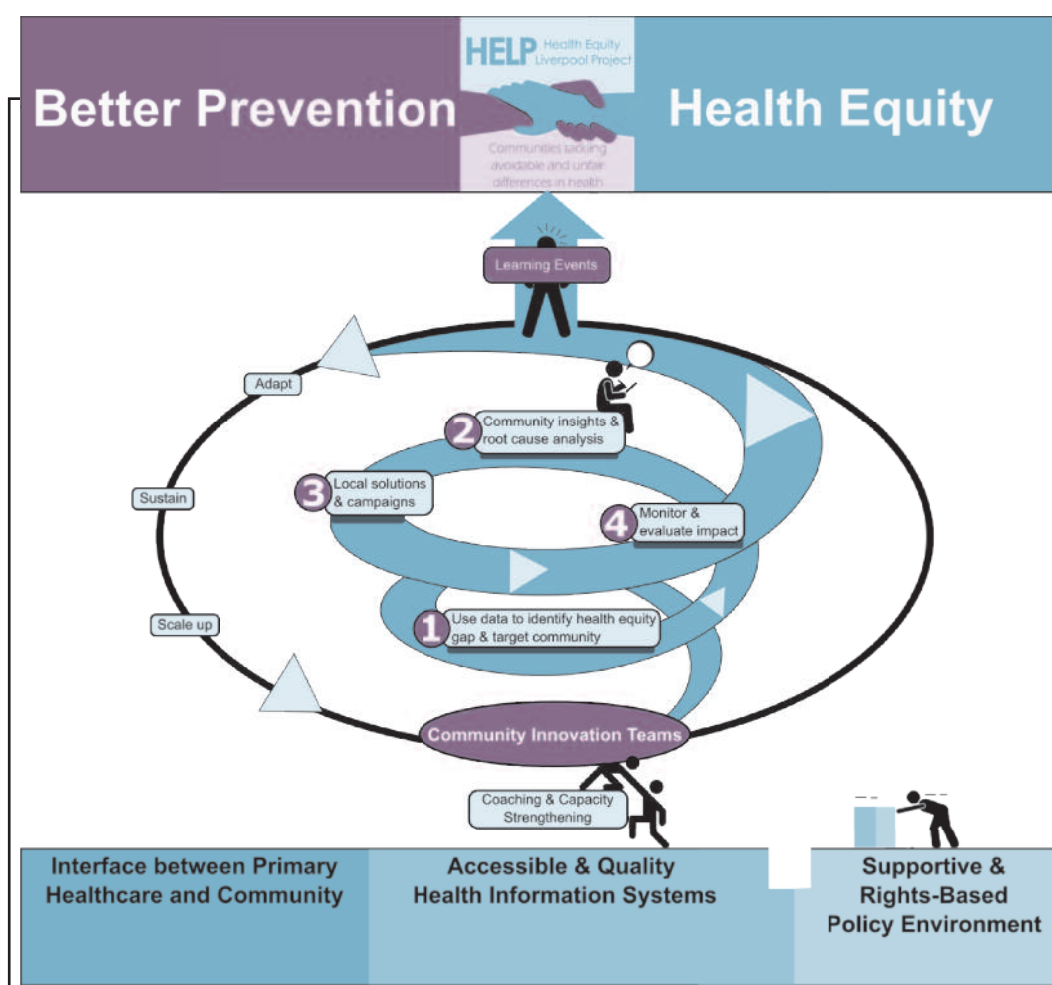 Better Prevention
HELP
Health Equity
Liverpool Project
Communities tackling
avoidable and unfair
differences in health
Health Equity
Learning Events
Adapt
2
Community insights &
root cause analysis
3
Local solutions
& campaigns
Sustain
4
Monitor &
evaluate impact
Scale up
1
Use data to identify health equity
gap & target community
Community Innovation Teams
Coaching & Capacity
Strengthening
Interface between Primary
Healthcare and Community
Accessible & Quality
Health Information Systems
Supportive &
Rights-Based
Policy Environment